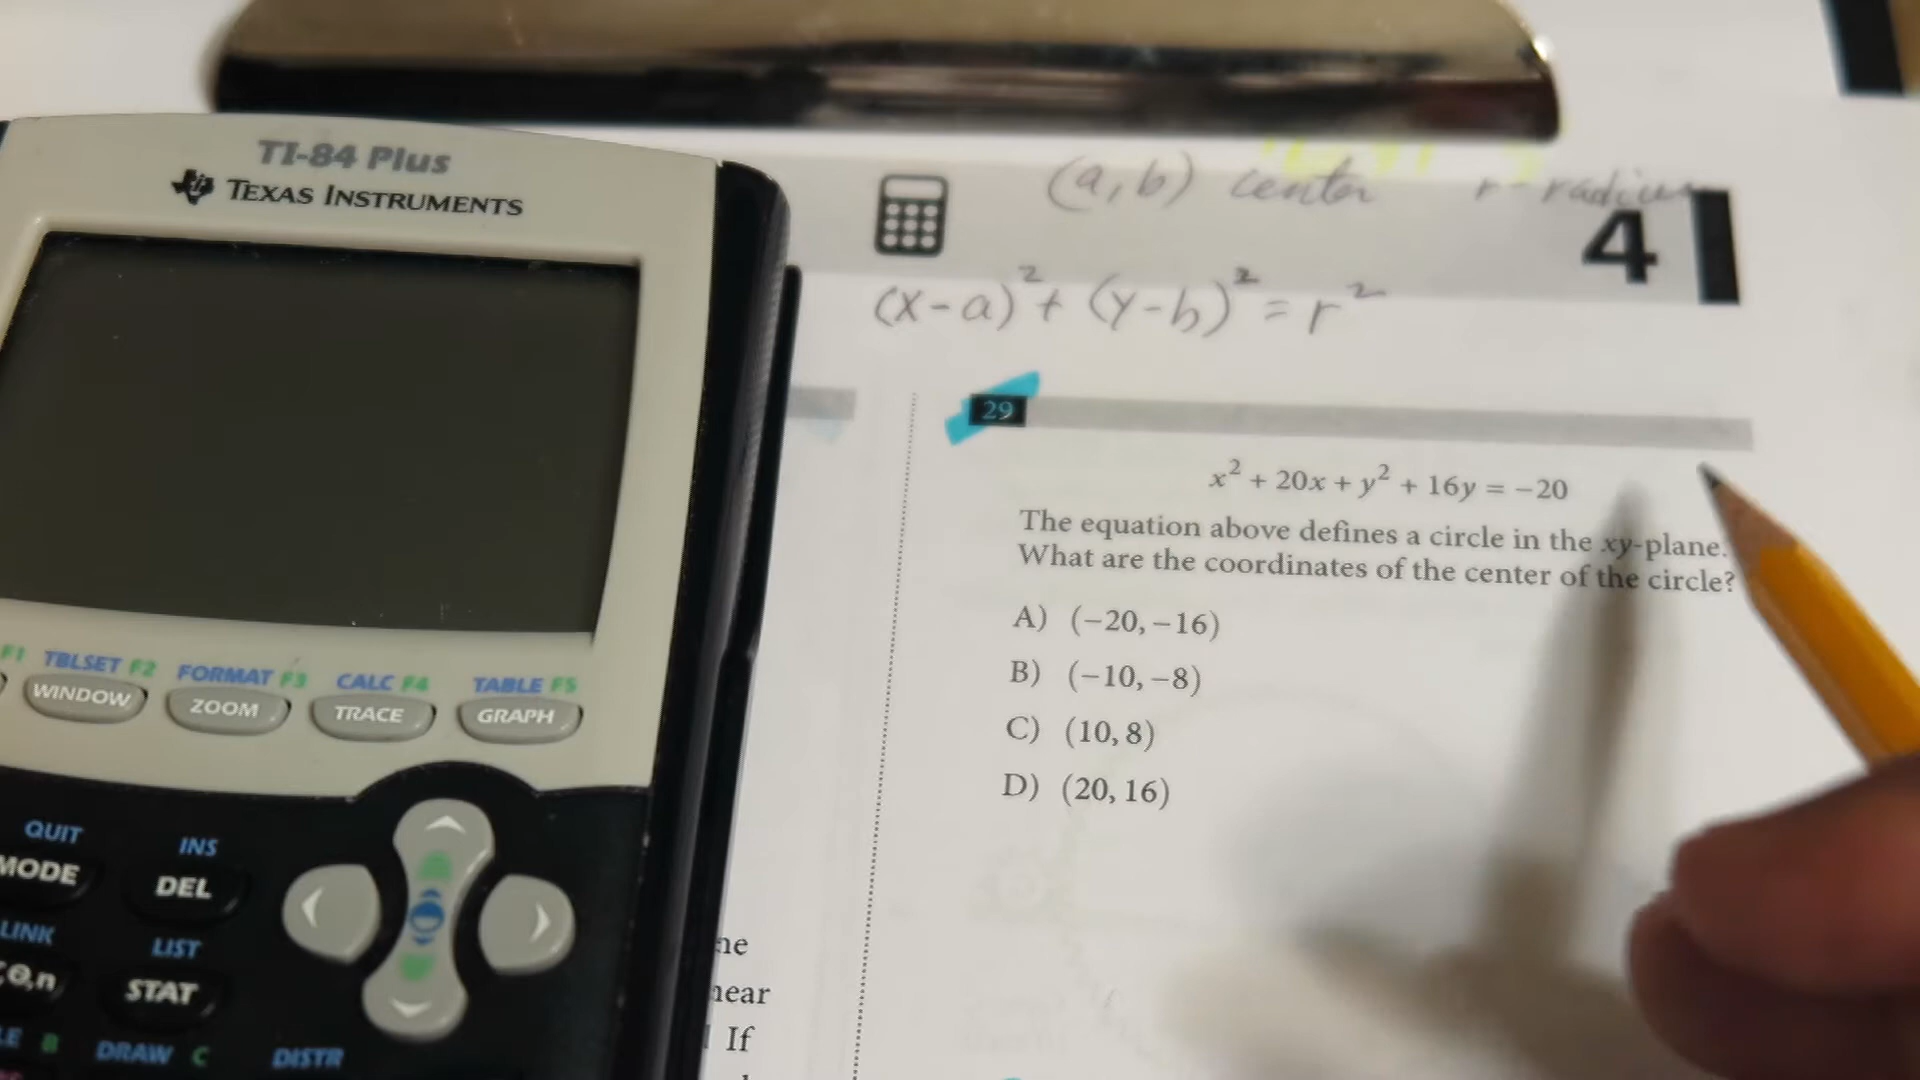 TI-84 Plus
TEXAS INSTRUMENTS
F1 TBLSET F2 FORMAT F3 CALC F4 TABLE F5
WINDOW ZOOM TRACE GRAPH
QUIT INS
MODE DEL
LINK LIST
θ,n STAT
B DRAW C DISTR
(a,b) center r-radius
4
(x-a)² + (y-b)² = r²
29
x² + 20x + y² + 16y = −20
The equation above defines a circle in the xy-plane.
What are the coordinates of the center of the circle?
A) (−20, −16)
B) (−10, −8)
C) (10, 8)
D) (20, 16)
If